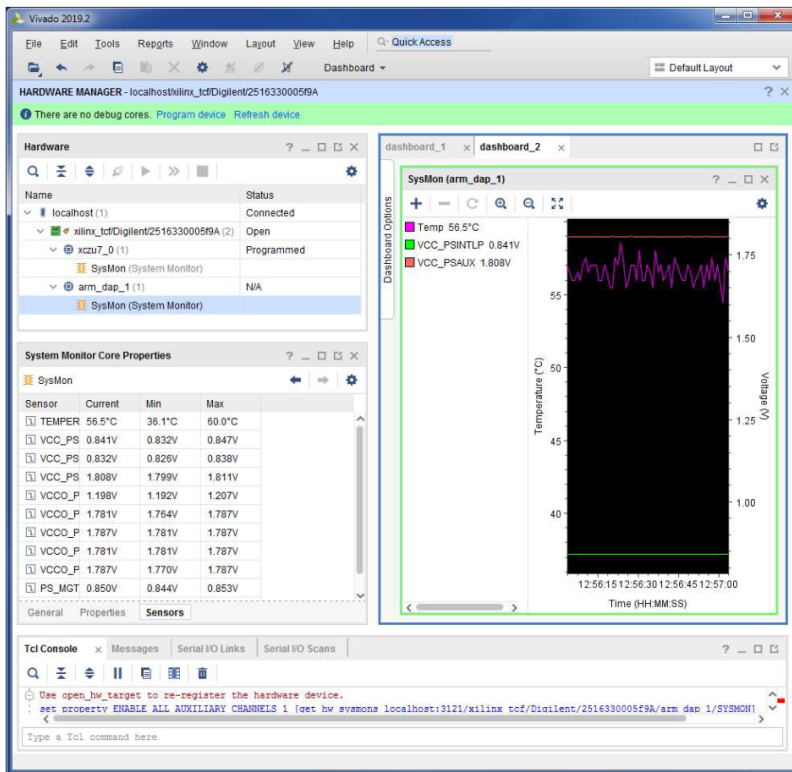 Vivado 2019.2
File Edit Tools Reports Window Layout View Help Quick Access
Dashboard Default Layout
HARDWARE MANAGER - localhost/xilinx_tcf/Digilent/2516330005f9A
There are no debug cores. Program device Refresh device
Hardware
Name Status
localhost (1) Connected
xilinx_tcf/Digilent/2516330005f9A (2) Open
xczu7_0 (1) Programmed
SysMon (System Monitor)
arm_dap_1 (1) N/A
SysMon (System Monitor)
System Monitor Core Properties
SysMon
Sensor Current Min Max
TEMPER 56.5°C 36.1°C 60.0°C
VCC_PS 0.841V 0.832V 0.847V
VCC_PS 0.832V 0.826V 0.838V
VCC_PS 1.808V 1.799V 1.811V
VCCO_P 1.198V 1.192V 1.207V
VCCO_P 1.781V 1.764V 1.787V
VCCO_P 1.787V 1.781V 1.787V
VCCO_P 1.781V 1.781V 1.787V
VCCO_P 1.787V 1.770V 1.787V
PS_MGT 0.850V 0.844V 0.853V
General Properties Sensors
dashboard_1 dashboard_2
Dashboard Options
SysMon (arm_dap_1)
Temp 56.5°C
VCC_PSINTLP 0.841V
VCC_PSAUX 1.808V
Temperature (°C)
55
50
45
40
1.75
1.50
1.25
1.00
Voltage (V)
12:56:15 12:56:30 12:56:45 12:57:00
Time (HH:MM:SS)
Tcl Console Messages Serial I/O Links Serial I/O Scans
Use open_hw_target to re-register the hardware device.
set_property ENABLE_ALL_AUXILIARY_CHANNELS 1 [get_hw_sysmons localhost:3121/xilinx_tcf/Digilent/2516330005f9A/arm_dap_1/SYSMON]
Type a Tcl command here